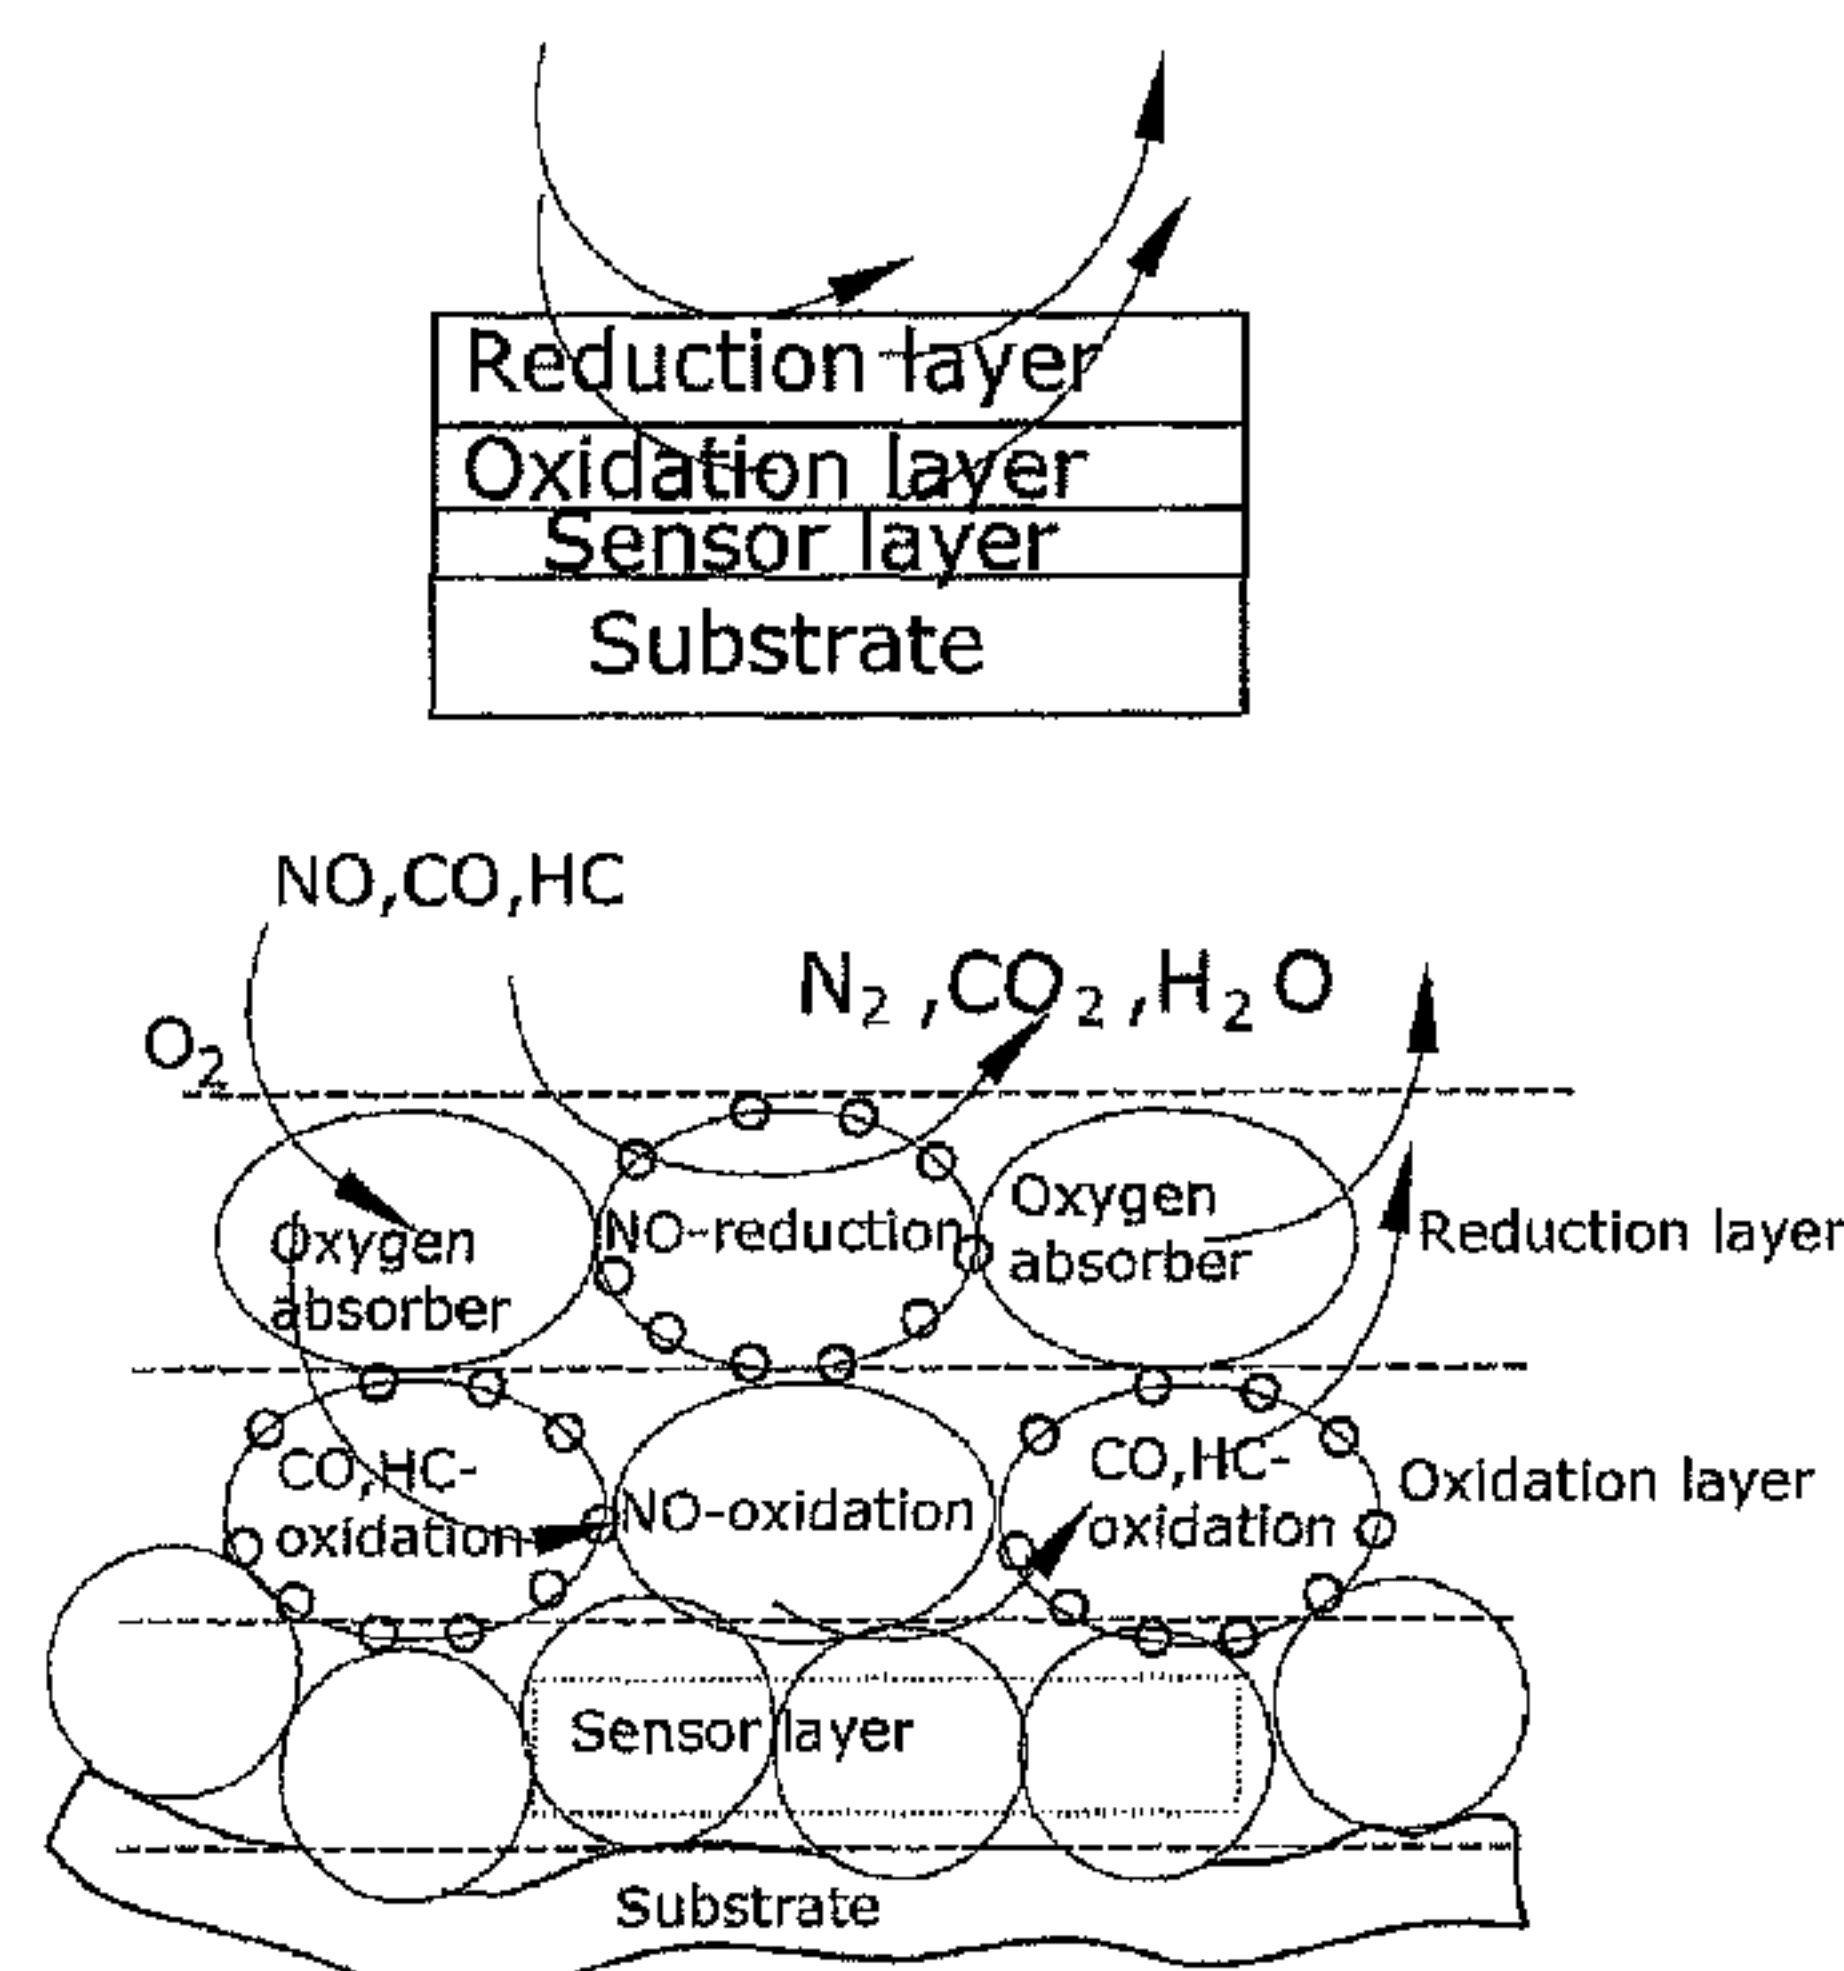 Reduction layer
Oxidation layer
Sensor layer
Substrate
NO,CO,HC
N2 ,CO2 ,H2 O
O2
Oxygen
absorber
NO-reduction
Oxygen
absorber
Reduction layer
CO,HC-
oxidation
NO-oxidation
CO,HC-
oxidation
Oxidation layer
Sensor layer
Substrate